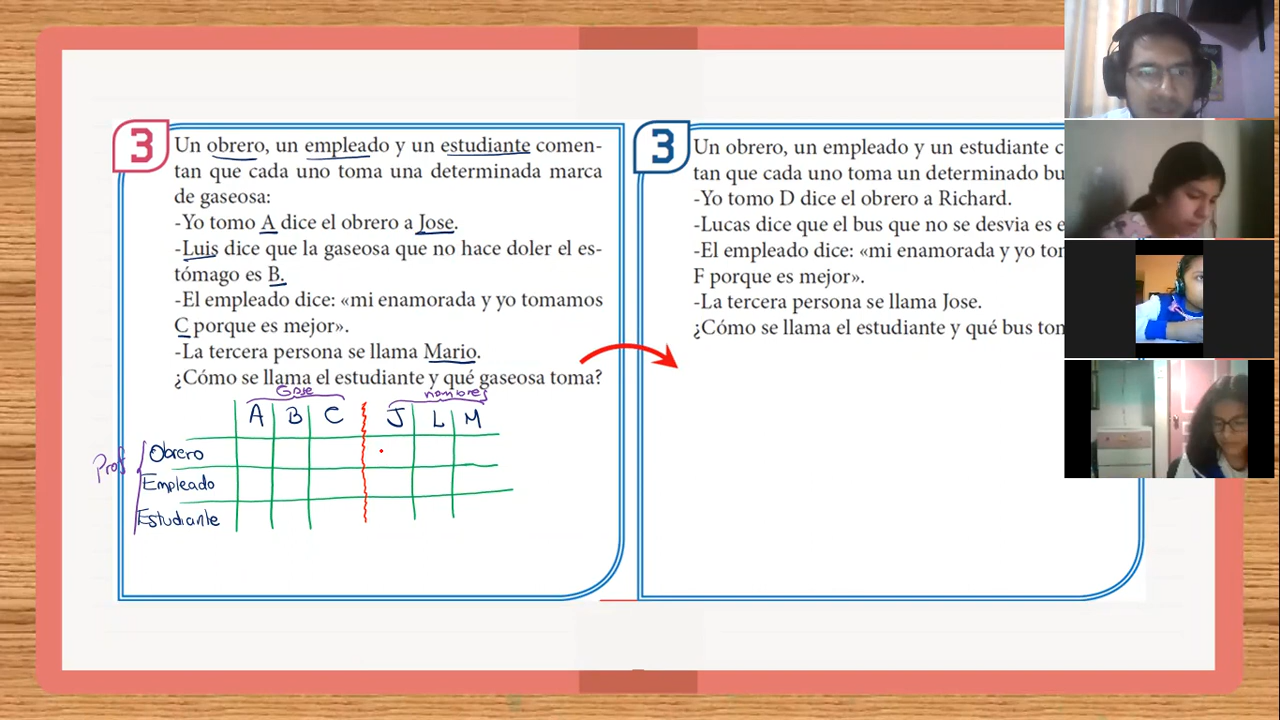 3
Un obrero, un empleado y un estudiante comen-
tan que cada uno toma una determinada marca
de gaseosa:
-Yo tomo A dice el obrero a Jose.
-Luis dice que la gaseosa que no hace doler el es-
tómago es B.
-El empleado dice: «mi enamorada y yo tomamos
C porque es mejor».
-La tercera persona se llama Mario.
¿Cómo se llama el estudiante y qué gaseosa toma?
nombres
A B C J L M
Prof
Obrero
Empleado
Estudiante
3
Un obrero, un empleado y un estudiante c
tan que cada uno toma un determinado bu
-Yo tomo D dice el obrero a Richard.
-Lucas dice que el bus que no se desvia es e
-El empleado dice: «mi enamorada y yo tom
F porque es mejor».
-La tercera persona se llama Jose.
¿Cómo se llama el estudiante y qué bus tom